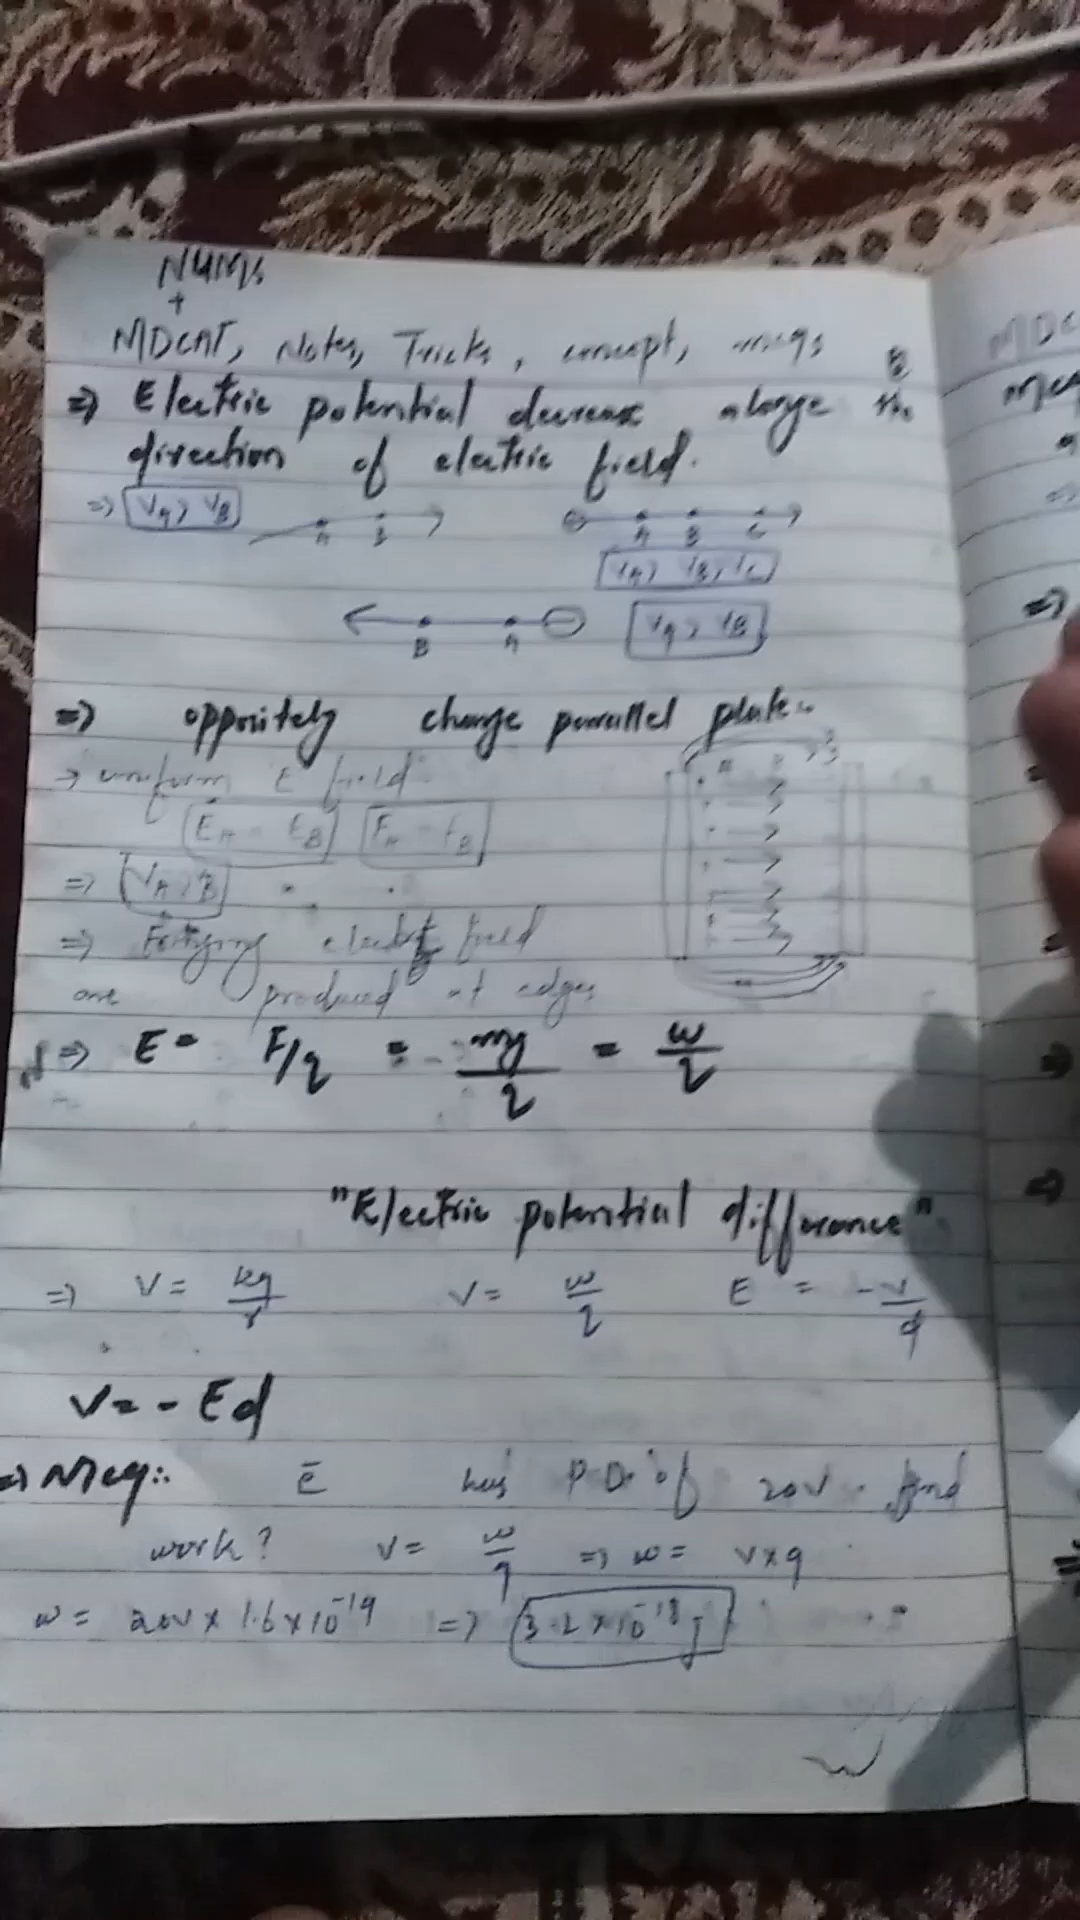 NUMS
+
MDCAT, Notes, Tricks, concept, mcqs
⇒ Electric potential decrease alonge the
direction of electric field.
⇒ VA > VB A B A B C
VA > VB > VC
B A VA > VB
⇒ oppositely charge parallel plate:
→ uniform E field
EA = EB FA = FB
⇒ VA > B
⇒ electric field
are produced at edges
⇒ E = F/q = mg/q = w/q
"Electric potential difference"
⇒ V = kq/r V = w/q E = -V/d
V = - Ed
⇒ Mcq:: ē has P.D. of 20V. find
work? V = w/q ⇒ w = V×q
w = 20V × 1.6×10⁻¹⁹ ⇒ 3.2 × 10⁻¹⁸ J